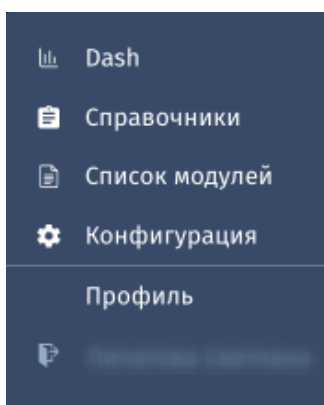 Dash
Справочники
Список модулей
Конфигурация
Профиль